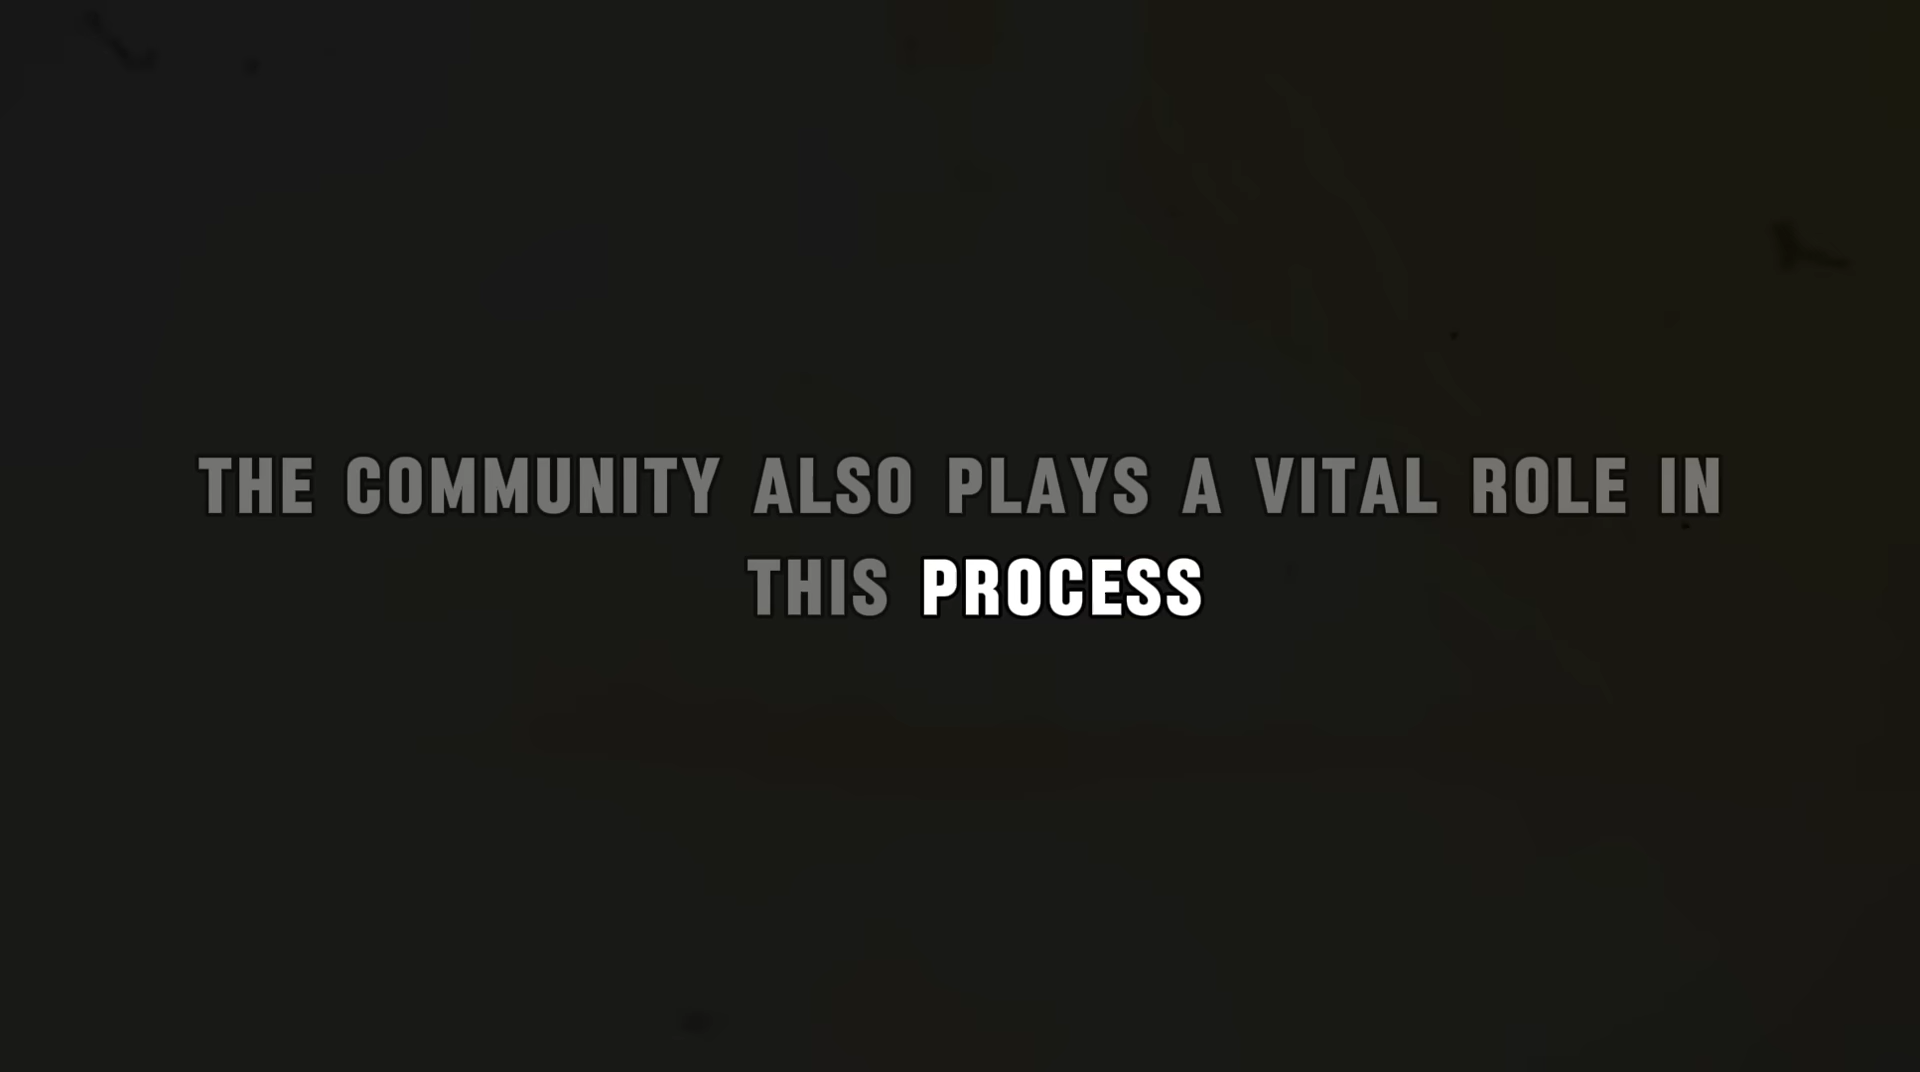 THE COMMUNITY ALSO PLAYS A VITAL ROLE IN
THIS PROCESS